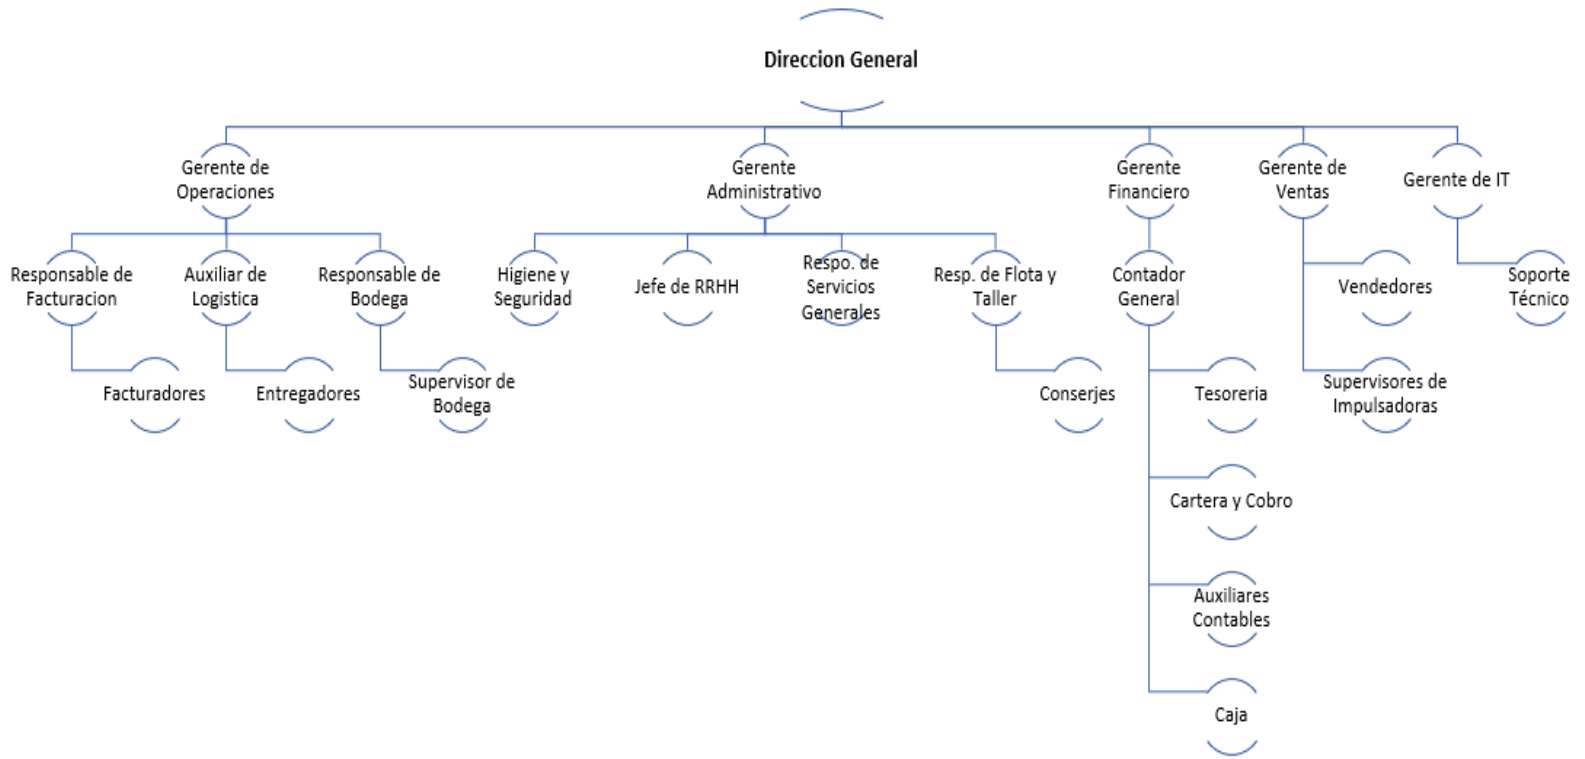 Direccion General
Gerente de
Operaciones
Gerente
Administrativo
Gerente
Financiero
Gerente de
Ventas
Gerente de IT
Responsable de
Facturacion
Auxiliar de
Logistica
Responsable de
Bodega
Higiene y
Seguridad
Jefe de RRHH
Respo. de
Servicios
Generales
Resp. de Flota y
Taller
Contador
General
Vendedores
Soporte
Técnico
Facturadores
Entregadores
Supervisor de
Bodega
Conserjes
Tesoreria
Supervisores de
Impulsadoras
Cartera y Cobro
Auxiliares
Contables
Caja